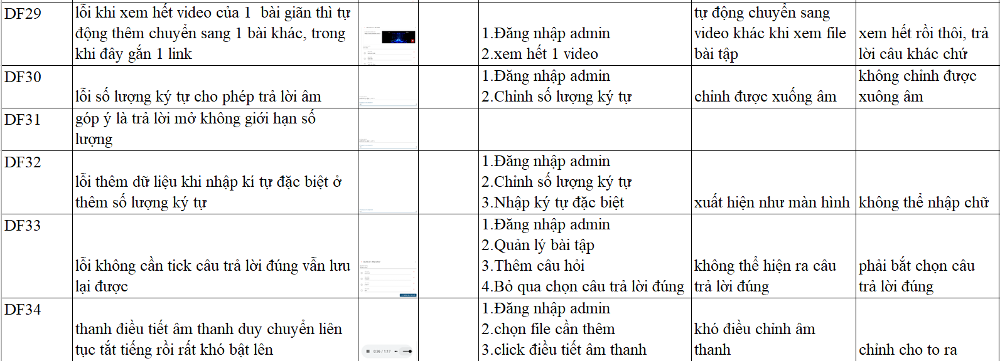 DF29
lỗi khi xem hết video của 1  bài giãn thì tự
động thêm chuyển sang 1 bài khác, trong
khi đây gắn 1 link
1.Đăng nhập admin
2.xem hết 1 video
tự động chuyển sang
video khác khi xem file
bài tập
xem hết rồi thôi, trả
lời câu khác chứ
DF30
lỗi số lượng ký tự cho phép trả lời âm
1.Đăng nhập admin
2.Chỉnh số lượng ký tự
chỉnh được xuống âm
không chỉnh được
xuông âm
DF31
góp ý là trả lời mở không giới hạn số
lượng
DF32
lỗi thêm dữ liệu khi nhập kí tự đặc biệt ở
thêm số lượng ký tự
1.Đăng nhập admin
2.Chỉnh số lượng ký tự
3.Nhập ký tự đặc biệt
xuất hiện như màn hình
không thể nhập chữ
DF33
lỗi không cần tick câu trả lời đúng vẫn lưu
lại được
1.Đăng nhập admin
2.Quản lý bài tập
3.Thêm câu hỏi
4.Bỏ qua chọn câu trả lời đúng
không thể hiện ra câu
trả lời đúng
phải bắt chọn câu
trả lời đúng
DF34
thanh điều tiết âm thanh duy chuyển liên
tục tắt tiếng rồi rất khó bật lên
0:36 / 1:17
1.Đăng nhập admin
2.chọn file cần thêm
3.click điều tiết âm thanh
khó điều chỉnh âm
thanh
chỉnh cho to ra